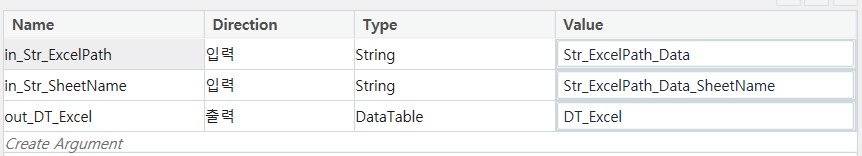 Name Direction Type Value
in_Str_ExcelPath 입력 String Str_ExcelPath_Data
in_Str_SheetName 입력 String Str_ExcelPath_Data_SheetName
out_DT_Excel 출력 DataTable DT_Excel
Create Argument